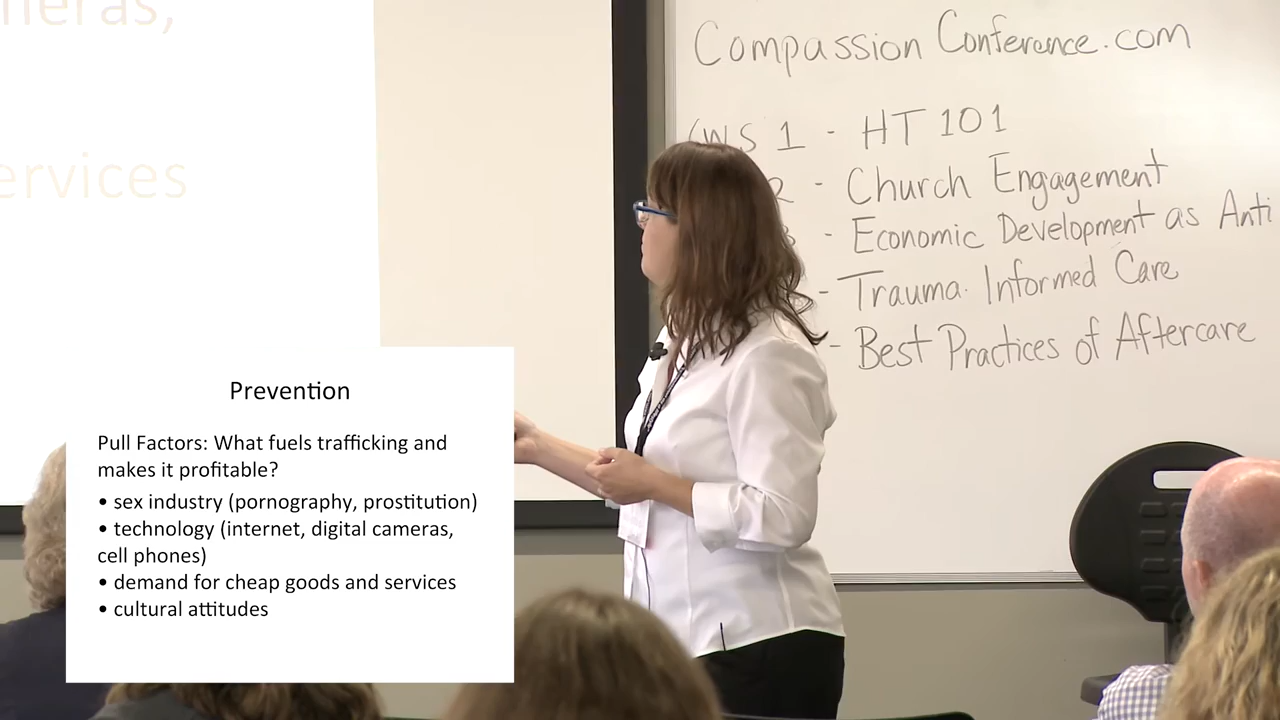 neras,
ervices
Compassion Conference.com
WS 1 - HT 101
2 - Church Engagement
3 - Economic Development as Anti
- Trauma Informed Care
- Best Practices of Aftercare
Prevention
Pull Factors: What fuels trafficking and
makes it profitable?
• sex industry (pornography, prostitution)
• technology (internet, digital cameras,
cell phones)
• demand for cheap goods and services
• cultural attitudes